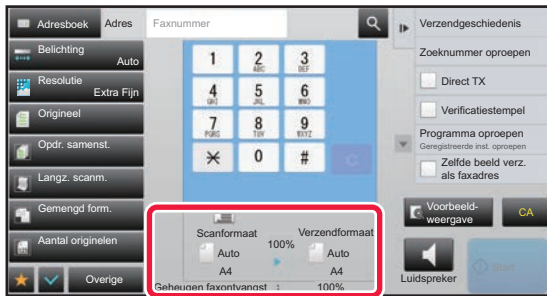 Adresboek
Adres
Faxnummer
Belichting
Auto
Resolutie
Extra Fijn
Origineel
Opdr. samenst.
Langz. scanm.
Gemengd form.
Aantal originelen
Overige
1
2
ABC
3
DEF
4
GHI
5
JKL
6
MNO
7
PQRS
8
TUV
9
WXYZ
0
#
C
Scanformaat
Auto
A4
100%
Verzendformaat
Auto
A4
Geheugen faxontvangst : 100%
Verzendgeschiedenis
Zoeknummer oproepen
Direct TX
Verificatiestempel
Programma oproepen
Geregistreerde inst. oproepen
Zelfde beeld verz.
als faxadres
Voorbeeld-
weergave
CA
Luidspreker
Start